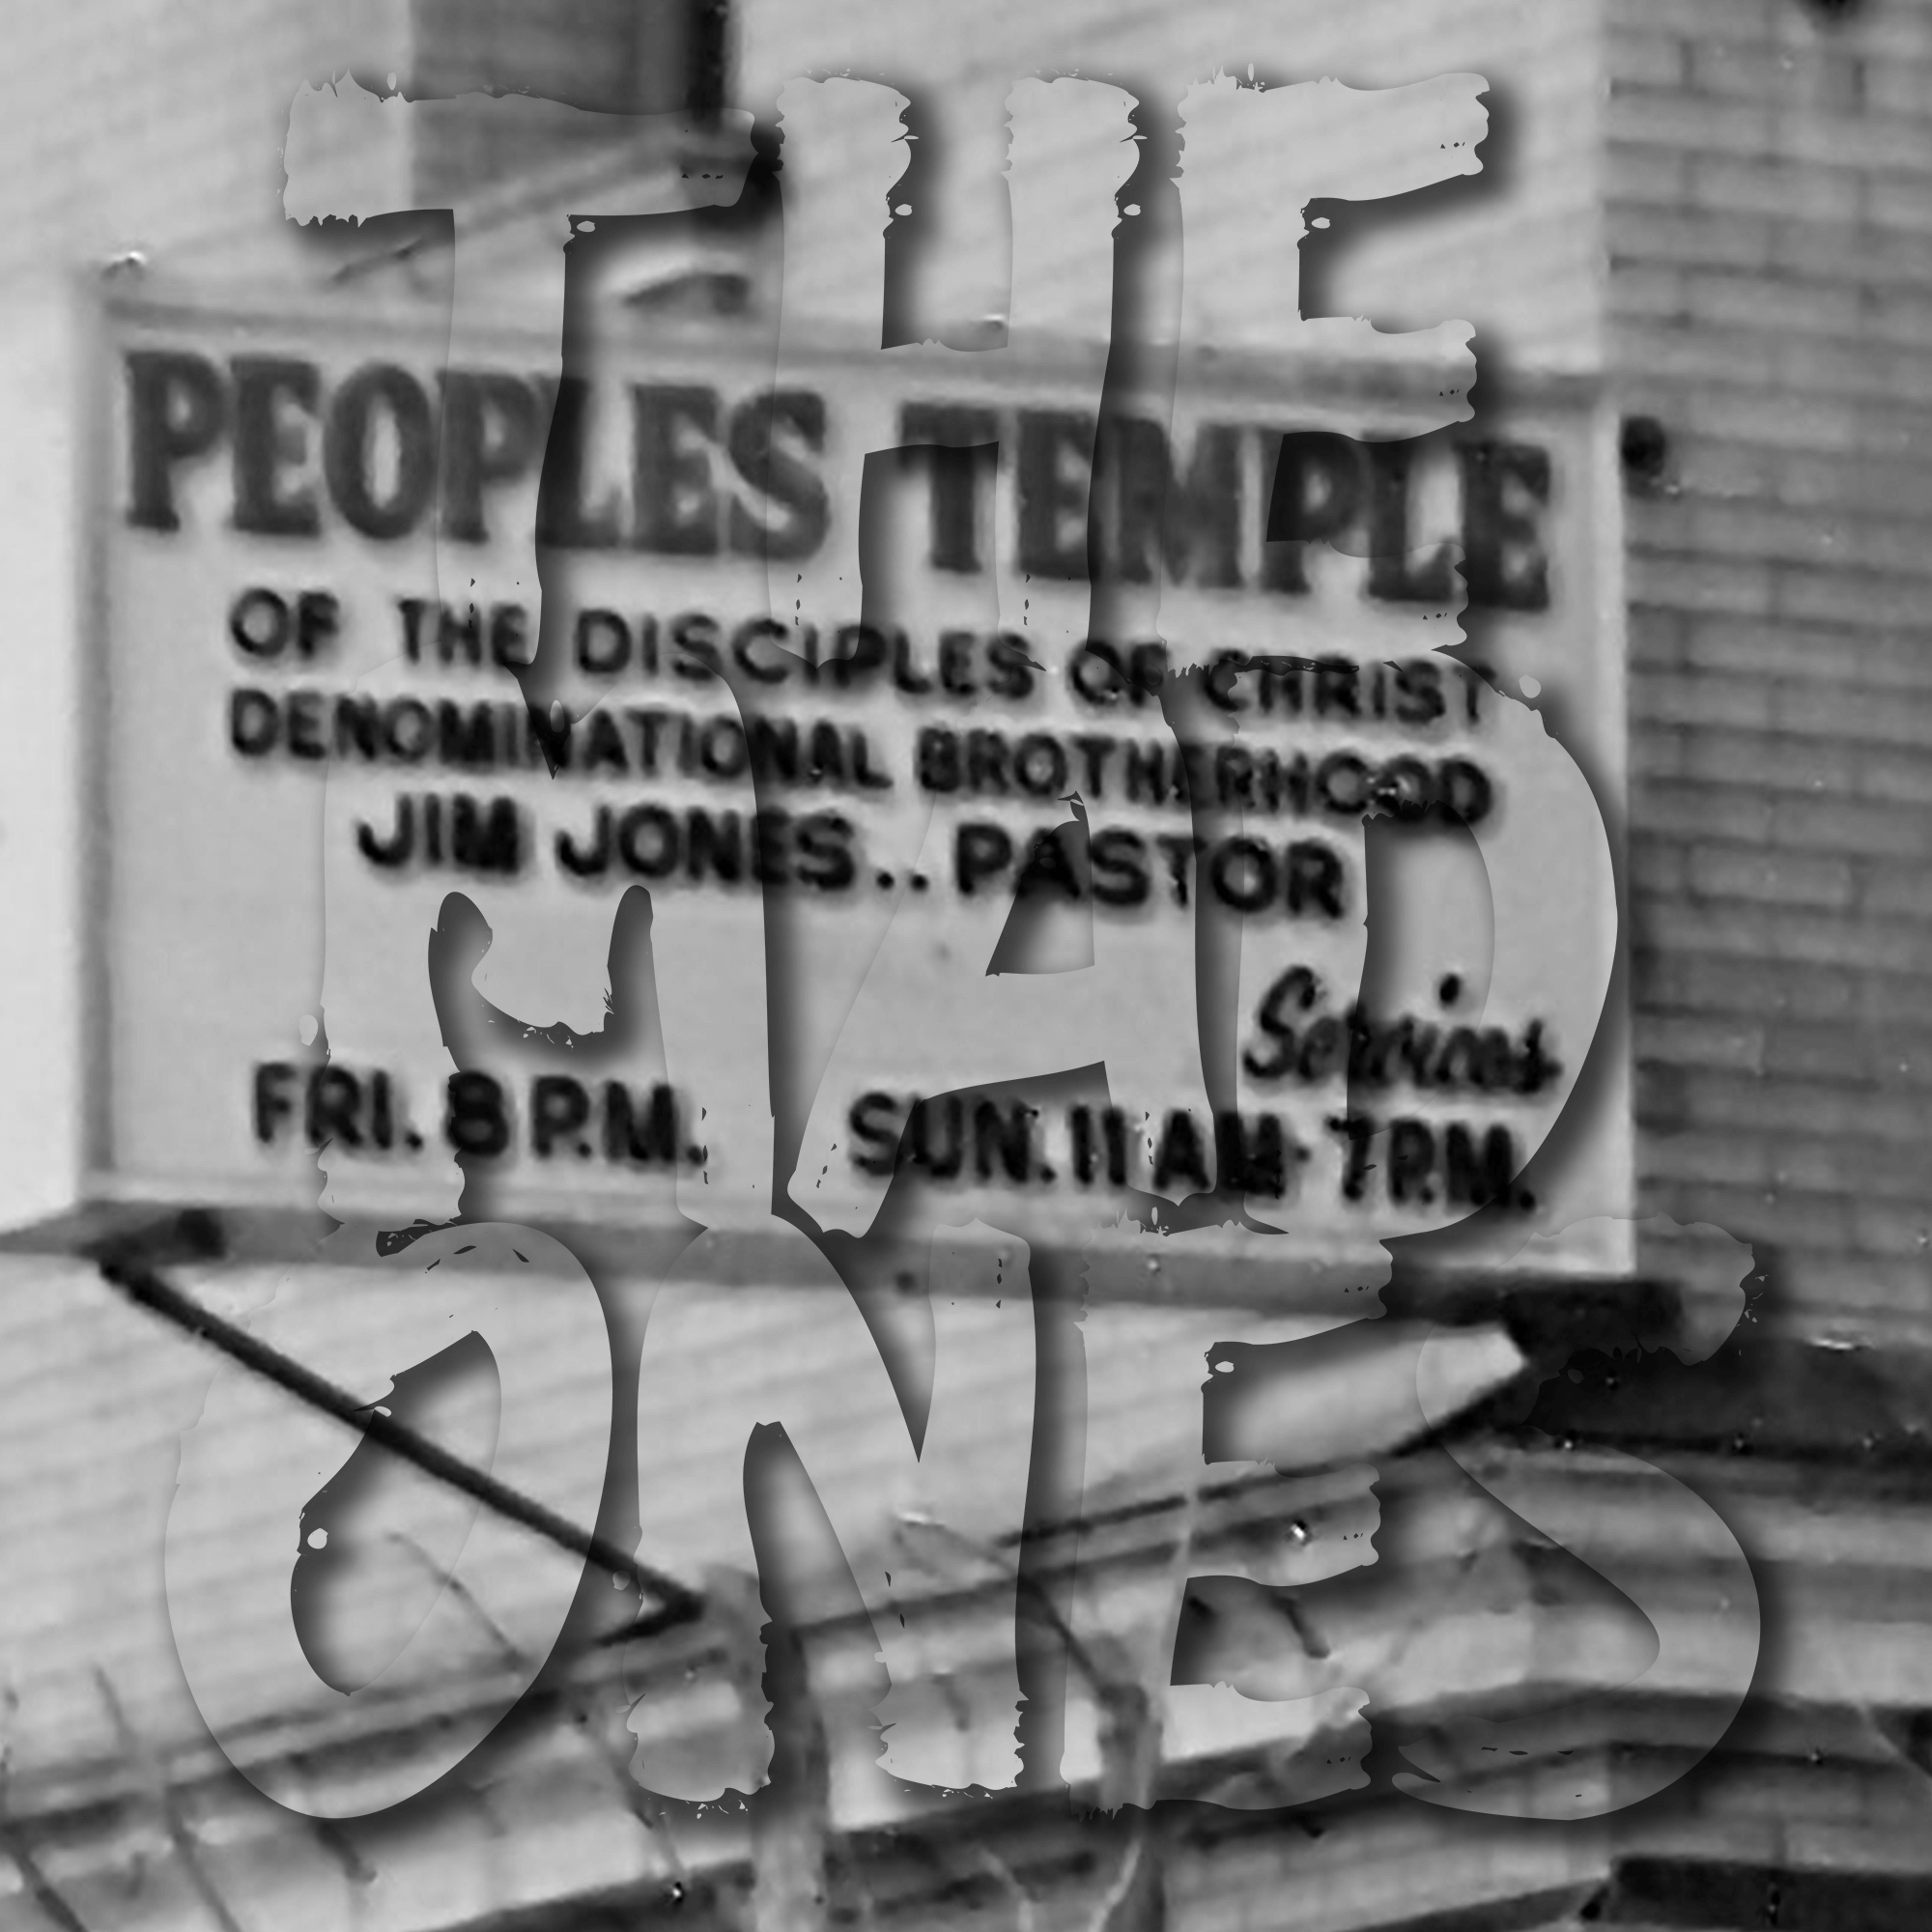 THE
MAD
ONES
PEOPLES TEMPLE
OF THE DISCIPLES OF CHRIST
DENOMINATIONAL BROTHERHOOD
JIM JONES.. PASTOR
Services
FRI. 8 P.M. SUN. 11 AM - 7 P.M.